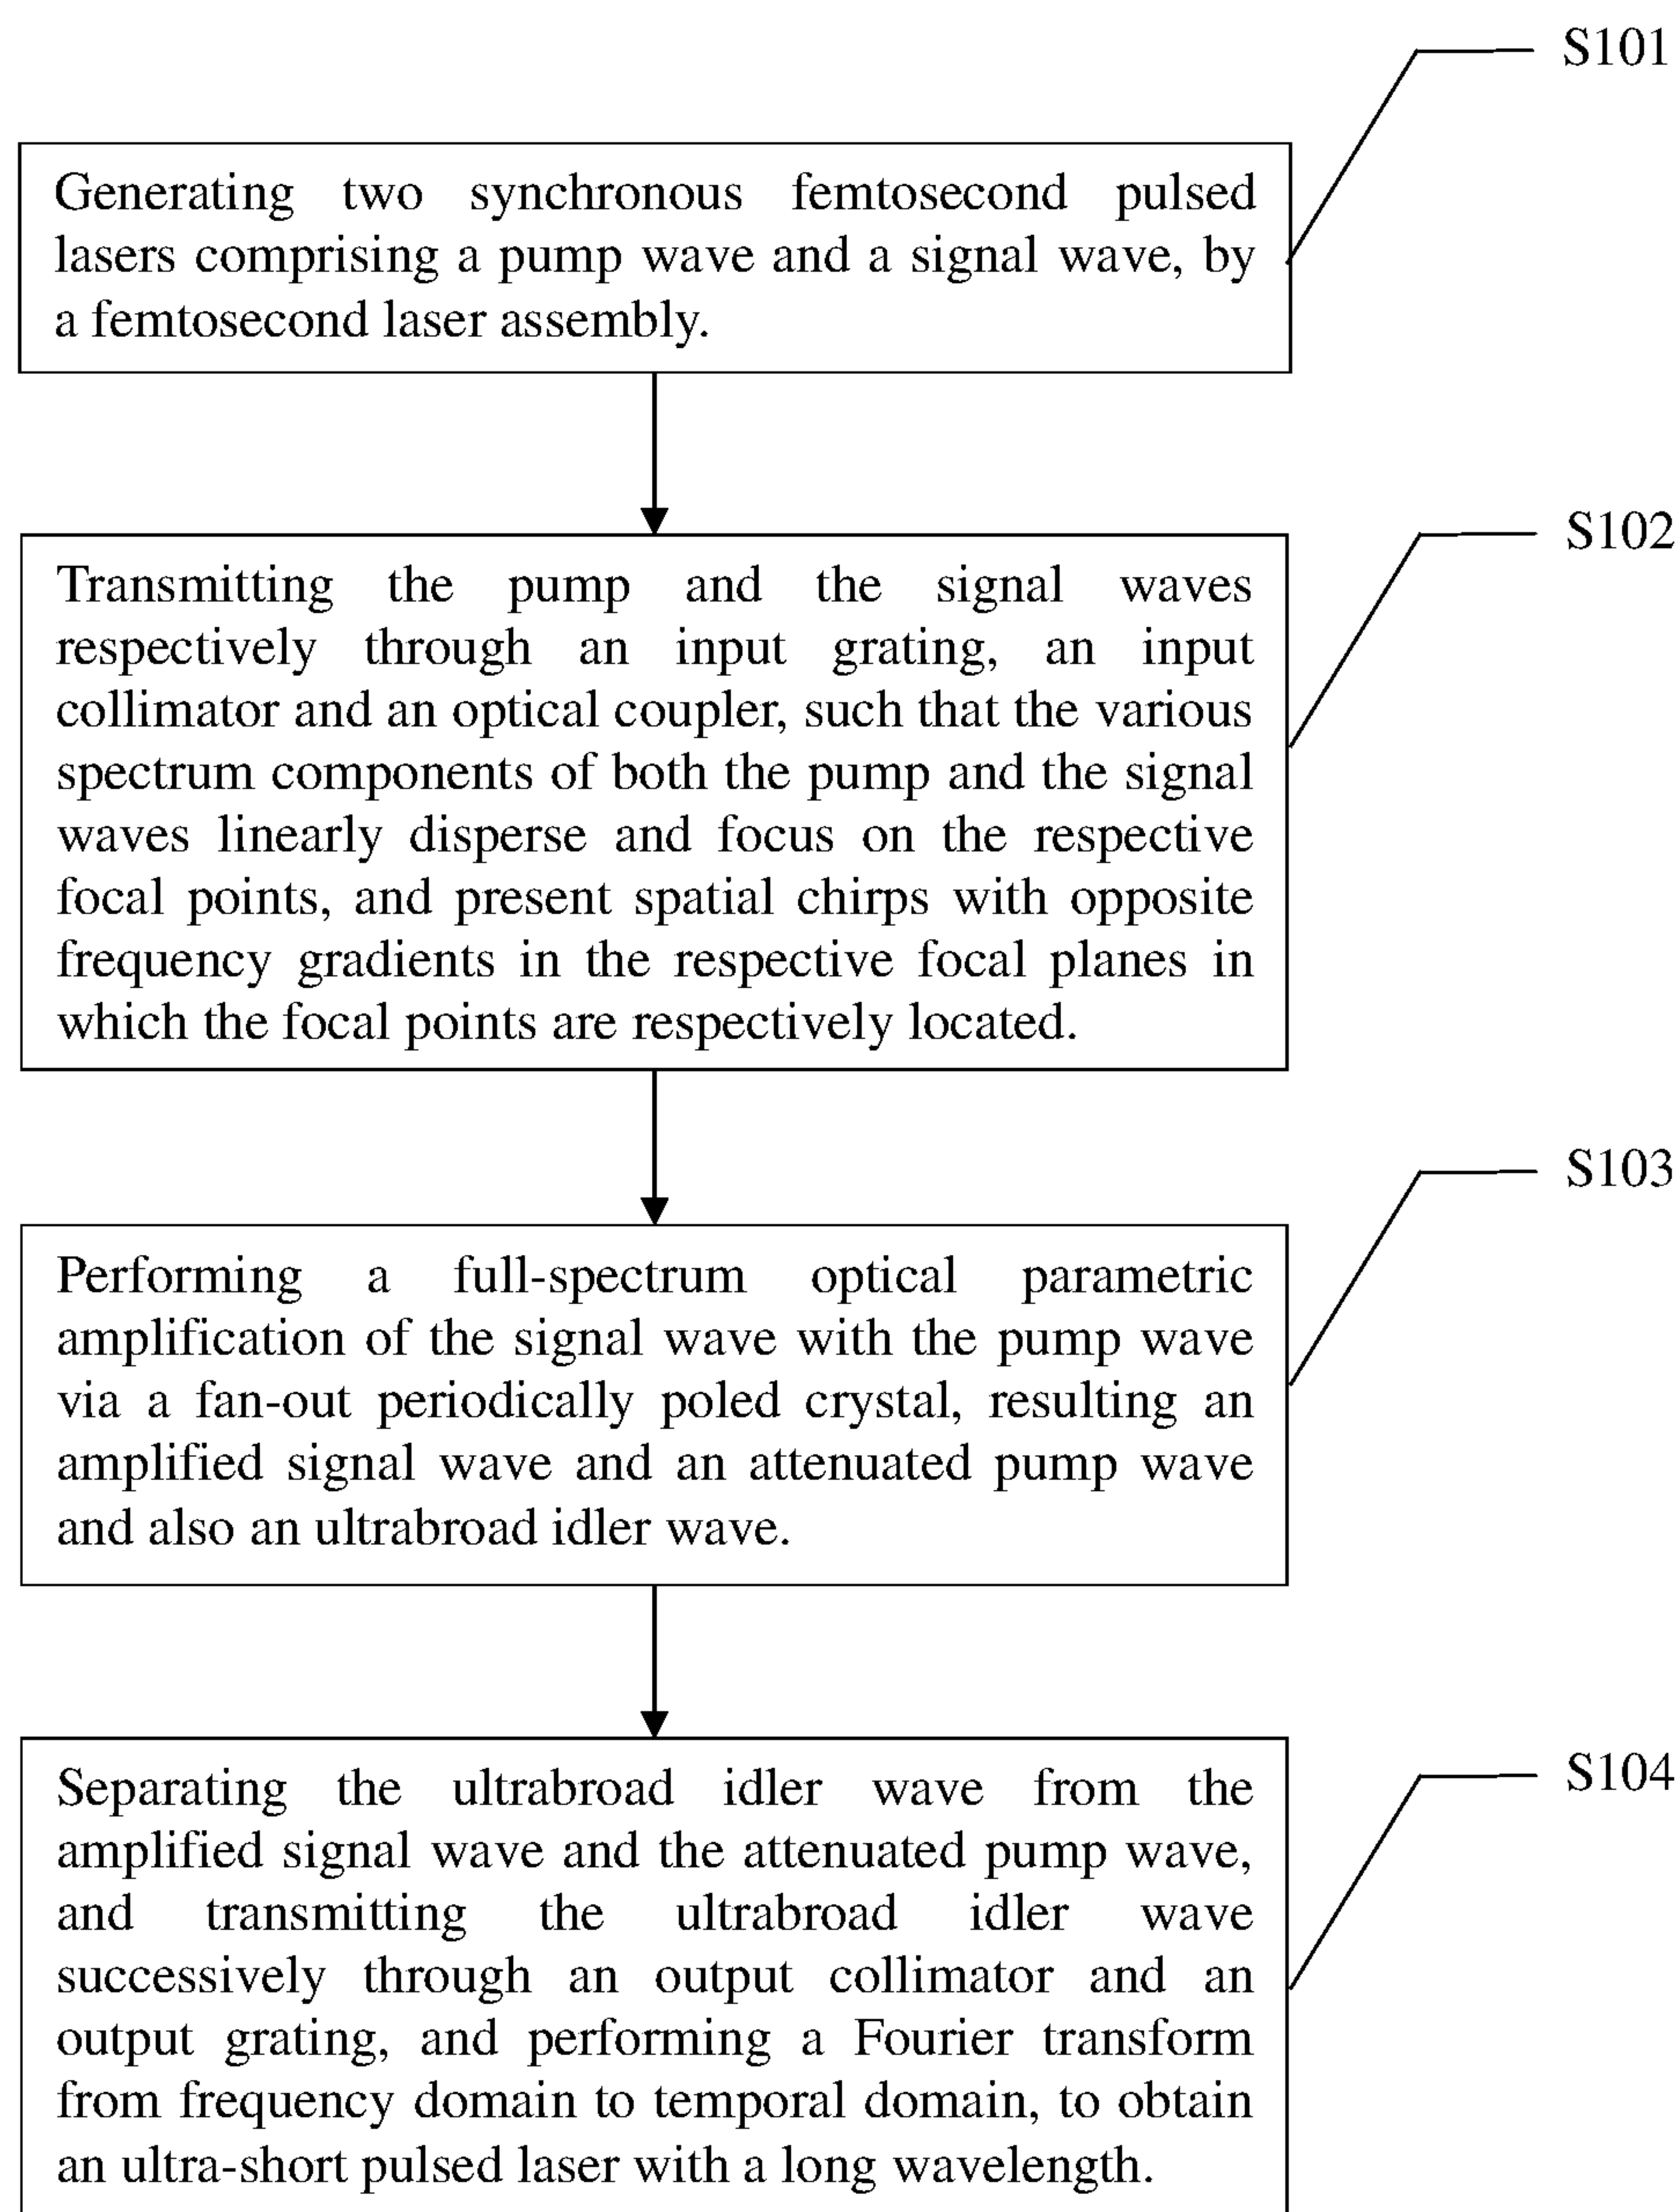 S101
Generating two synchronous femtosecond pulsed
lasers comprising a pump wave and a signal wave, by
a femtosecond laser assembly.
S102
Transmitting the pump and the signal waves
respectively through an input grating, an input
collimator and an optical coupler, such that the various
spectrum components of both the pump and the signal
waves linearly disperse and focus on the respective
focal points, and present spatial chirps with opposite
frequency gradients in the respective focal planes in
which the focal points are respectively located.
S103
Performing a full-spectrum optical parametric
amplification of the signal wave with the pump wave
via a fan-out periodically poled crystal, resulting an
amplified signal wave and an attenuated pump wave
and also an ultrabroad idler wave.
S104
Separating the ultrabroad idler wave from the
amplified signal wave and the attenuated pump wave,
and transmitting the ultrabroad idler wave
successively through an output collimator and an
output grating, and performing a Fourier transform
from frequency domain to temporal domain, to obtain
an ultra-short pulsed laser with a long wavelength.